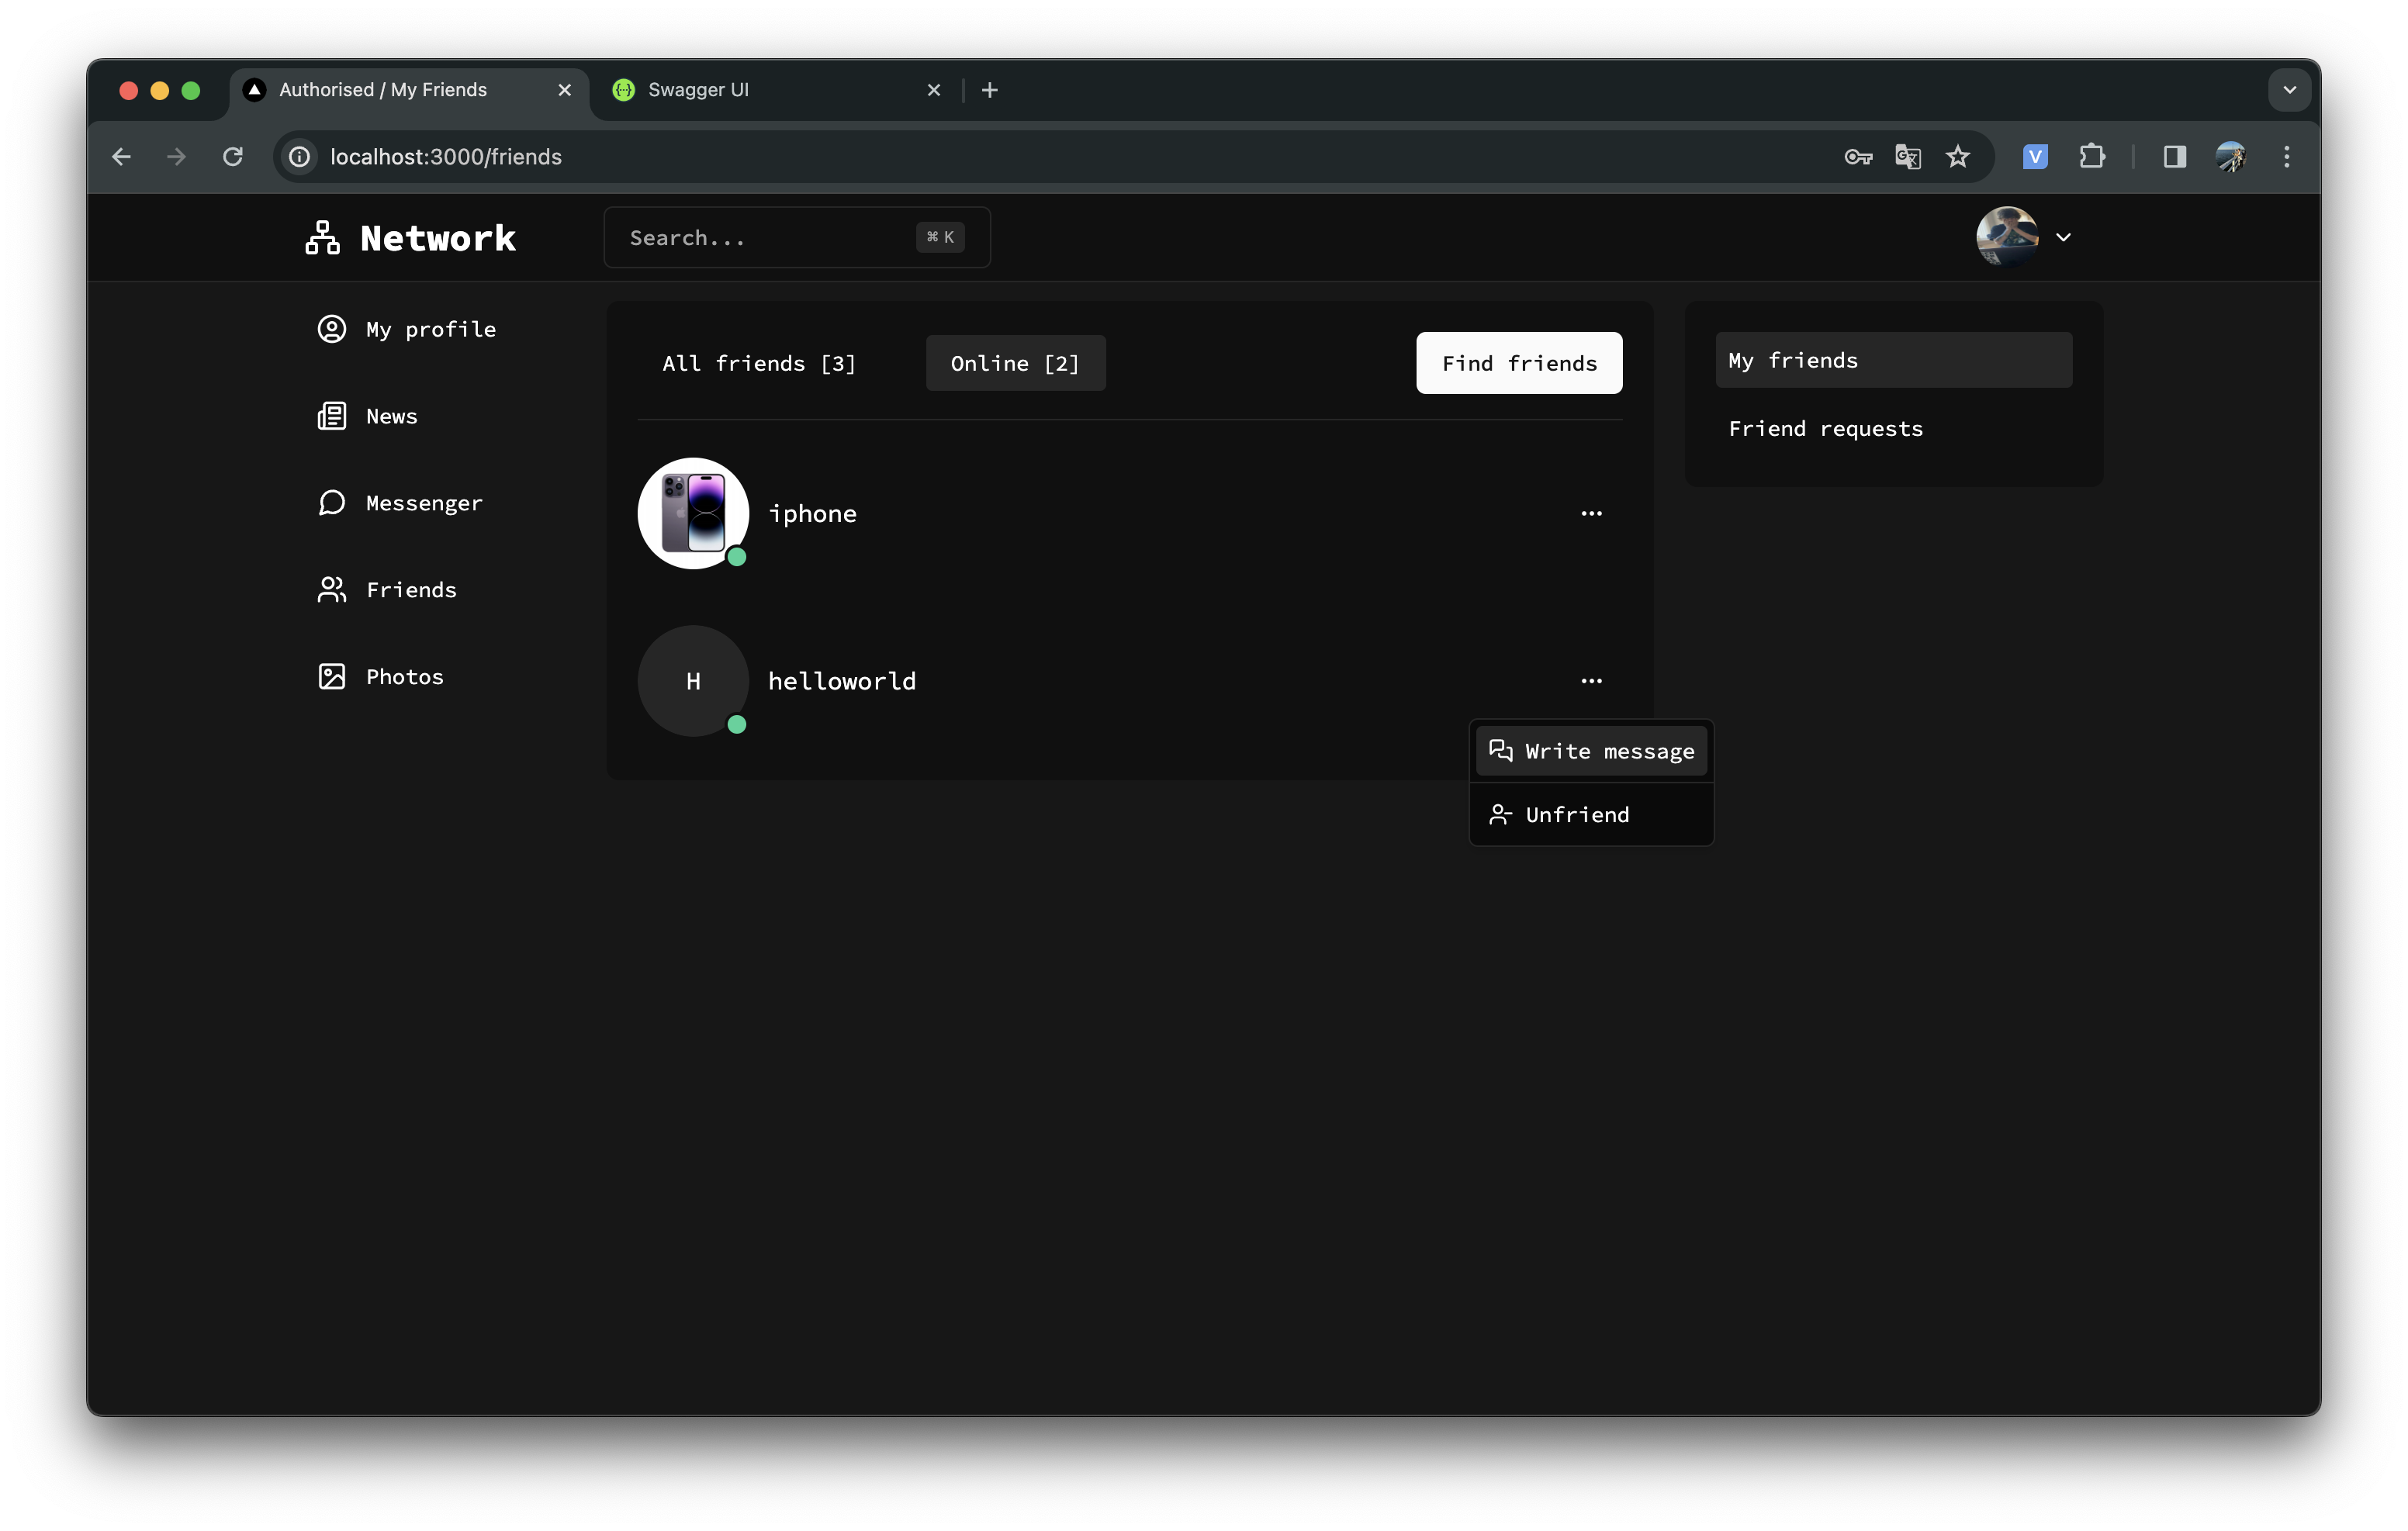 Authorised / My Friends
Swagger UI
localhost:3000/friends
V
Network
Search...
⌘ K
My profile
News
Messenger
Friends
Photos
All friends [3]
Online [2]
Find friends
iphone
H
helloworld
Write message
Unfriend
My friends
Friend requests